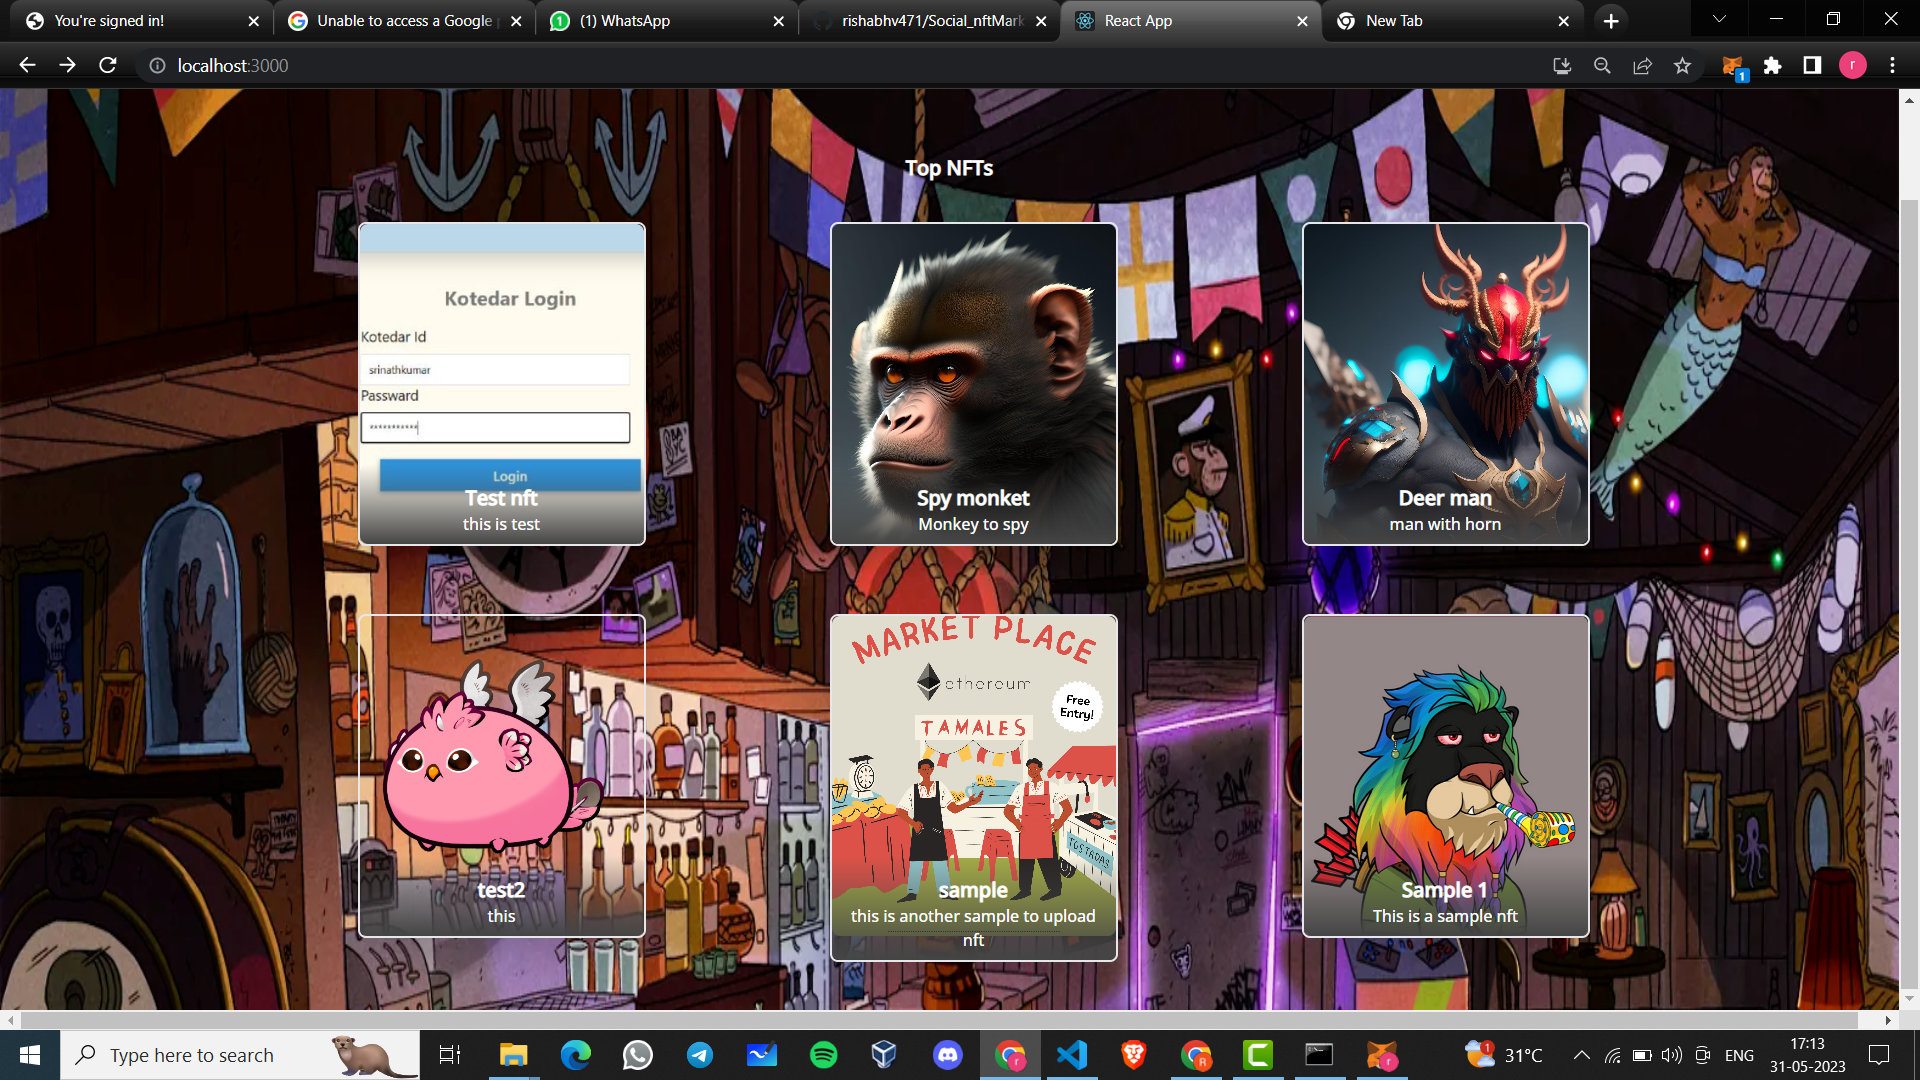 You're signed in!
Unable to access a Google
(1) WhatsApp
rishabhv471/Social_nftMark
React App
New Tab
localhost:3000
1
r
Top NFTs
Kotedar Login
Kotedar Id
srinathkumar
Passward
***********
Login
Test nft
this is test
Spy monket
Monkey to spy
Deer man
man with horn
test2
this
MARKET PLACE
ethereum
Free
Entry!
TAMALES
TOSTADAS
sample
this is another sample to upload
nft
Sample 1
This is a sample nft
Type here to search
1
31°C
ENG
17:13
31-05-2023